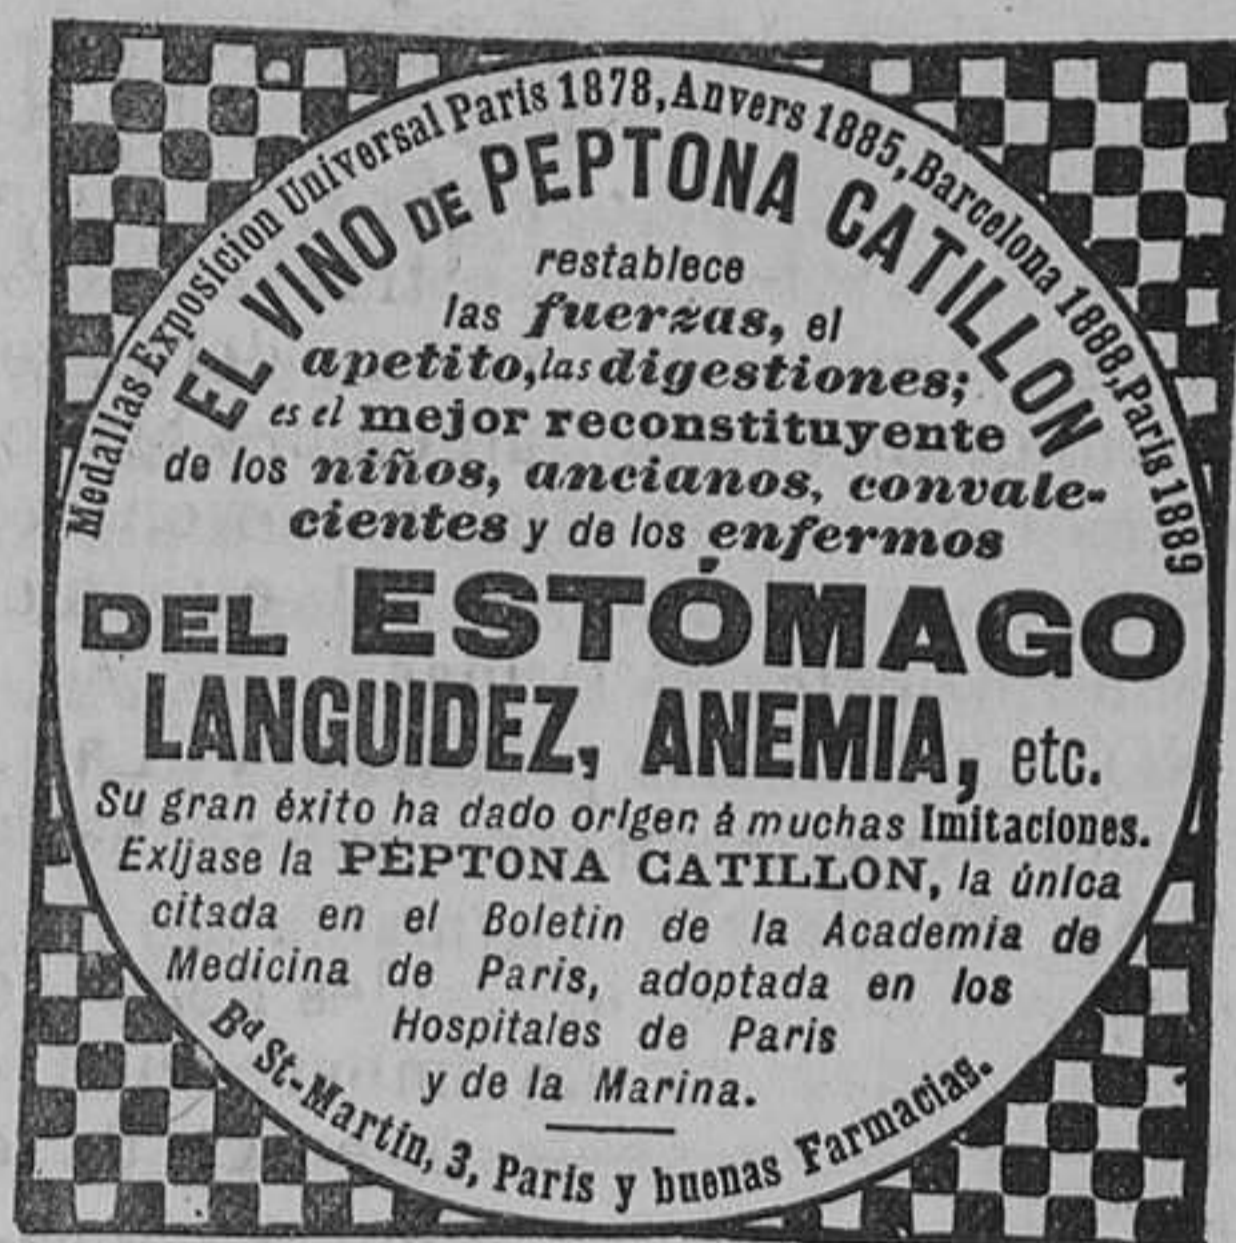 Medallas Exposicion Universal Paris 1878, Anvers 1885, Barcelona 1888, Paris 1889
EL VINO DE PEPTONA CATILLON
restablece
las fuerzas, el
apetito, las digestiones;
es el mejor reconstituyente
de los niños, ancianos, convale-
cientes y de los enfermos
DEL ESTÓMAGO
LANGUIDEZ, ANEMIA, etc.
Su gran éxito ha dado origen á muchas Imitaciones.
Exijase la PÉPTONA CATILLON, la única
citada en el Boletin de la Academia de
Medicina de Paris, adoptada en los
Hospitales de Paris
y de la Marina.
Bd St-Martin, 3, Paris y buenas Farmacias.